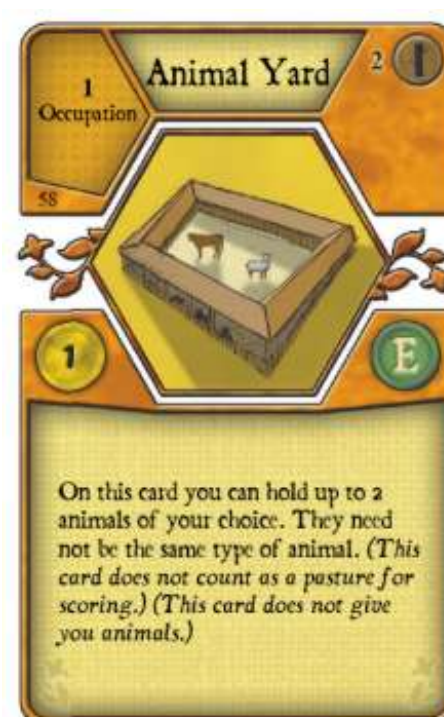 1
Occupation
Animal Yard
2
58
1
E
On this card you can hold up to 2
animals of your choice. They need
not be the same type of animal. (This
card does not count as a pasture for
scoring.) (This card does not give
you animals.)